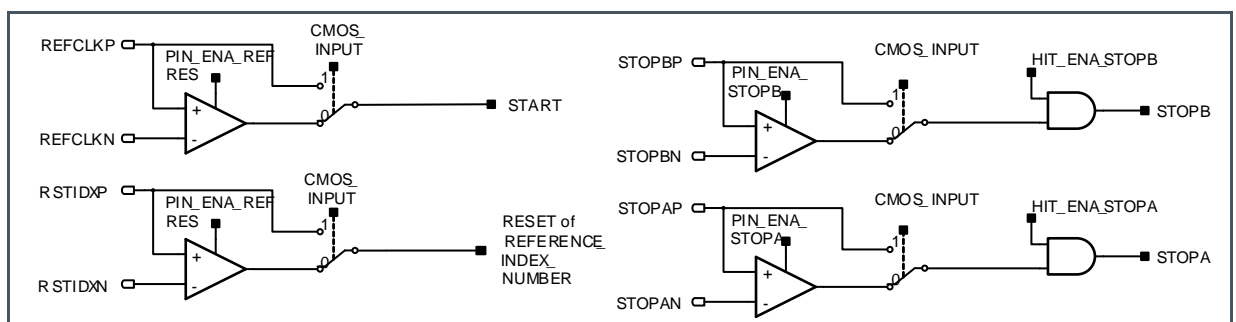 REFCLKP
PIN_ENA_REF
RES
CMOS_
INPUT
1
0
+
-
START
REFCLKN
RSTIDXP
PIN_ENA_REF
RES
CMOS_
INPUT
1
0
+
-
RESET of
REFERENCE_
INDEX_
NUMBER
RSTIDXN
STOPBP
PIN_ENA_
STOPB
CMOS_INPUT
1
0
+
-
HIT_ENA_STOPB
STOPB
STOPBN
STOPAP
PIN_ENA_
STOPA
CMOS_INPUT
1
0
+
-
HIT_ENA_STOPA
STOPA
STOPAN